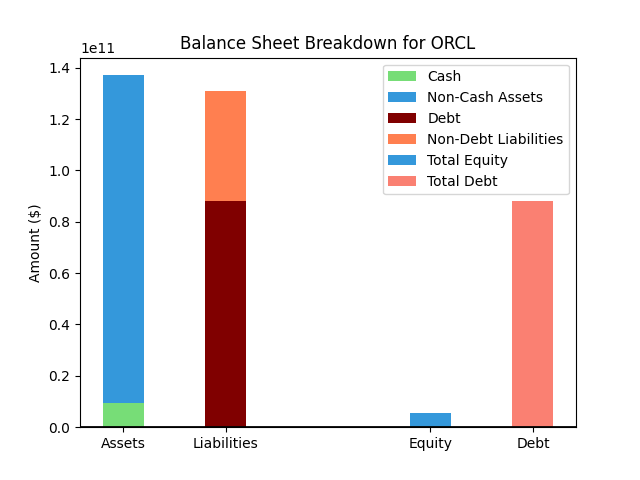 Balance Sheet Breakdown for ORCL
1e11
1.4
1.2
1.0
0.8
0.6
0.4
0.2
0.0
Amount ($)
Cash
Non-Cash Assets
Debt
Non-Debt Liabilities
Total Equity
Total Debt
Assets Liabilities Equity Debt